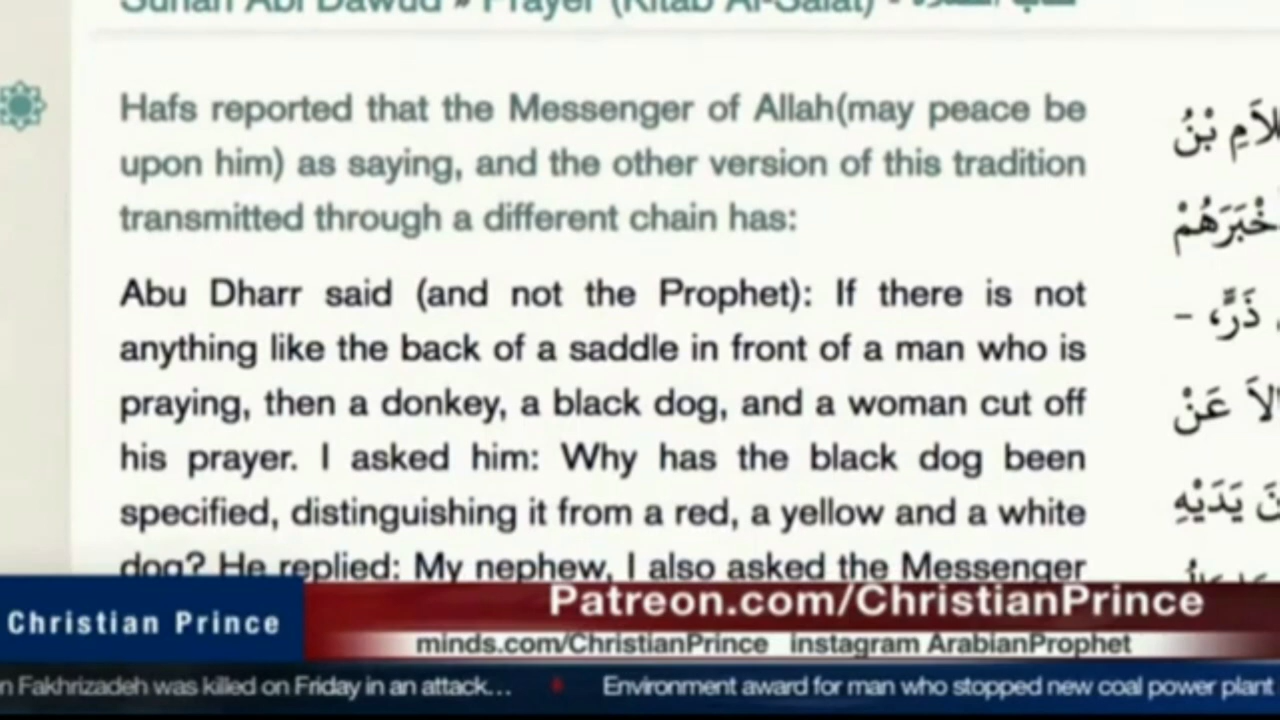 Sunan Abi Dawud » Prayer (Kitab Al-Salat) - كتاب الصلاة
Hafs reported that the Messenger of Allah(may peace be
upon him) as saying, and the other version of this tradition
transmitted through a different chain has:
Abu Dharr said (and not the Prophet): If there is not
anything like the back of a saddle in front of a man who is
praying, then a donkey, a black dog, and a woman cut off
his prayer. I asked him: Why has the black dog been
specified, distinguishing it from a red, a yellow and a white
dog? He replied: My nephew, I also asked the Messenger
بْنُ
ذَرٍّ، -
عَنْ
يَدَيْهِ
Christian Prince
Patreon.com/ChristianPrince
minds.com/ChristianPrince instagram ArabianProphet
n Fakhrizadeh was killed on Friday in an attack...
Environment award for man who stopped new coal power plant